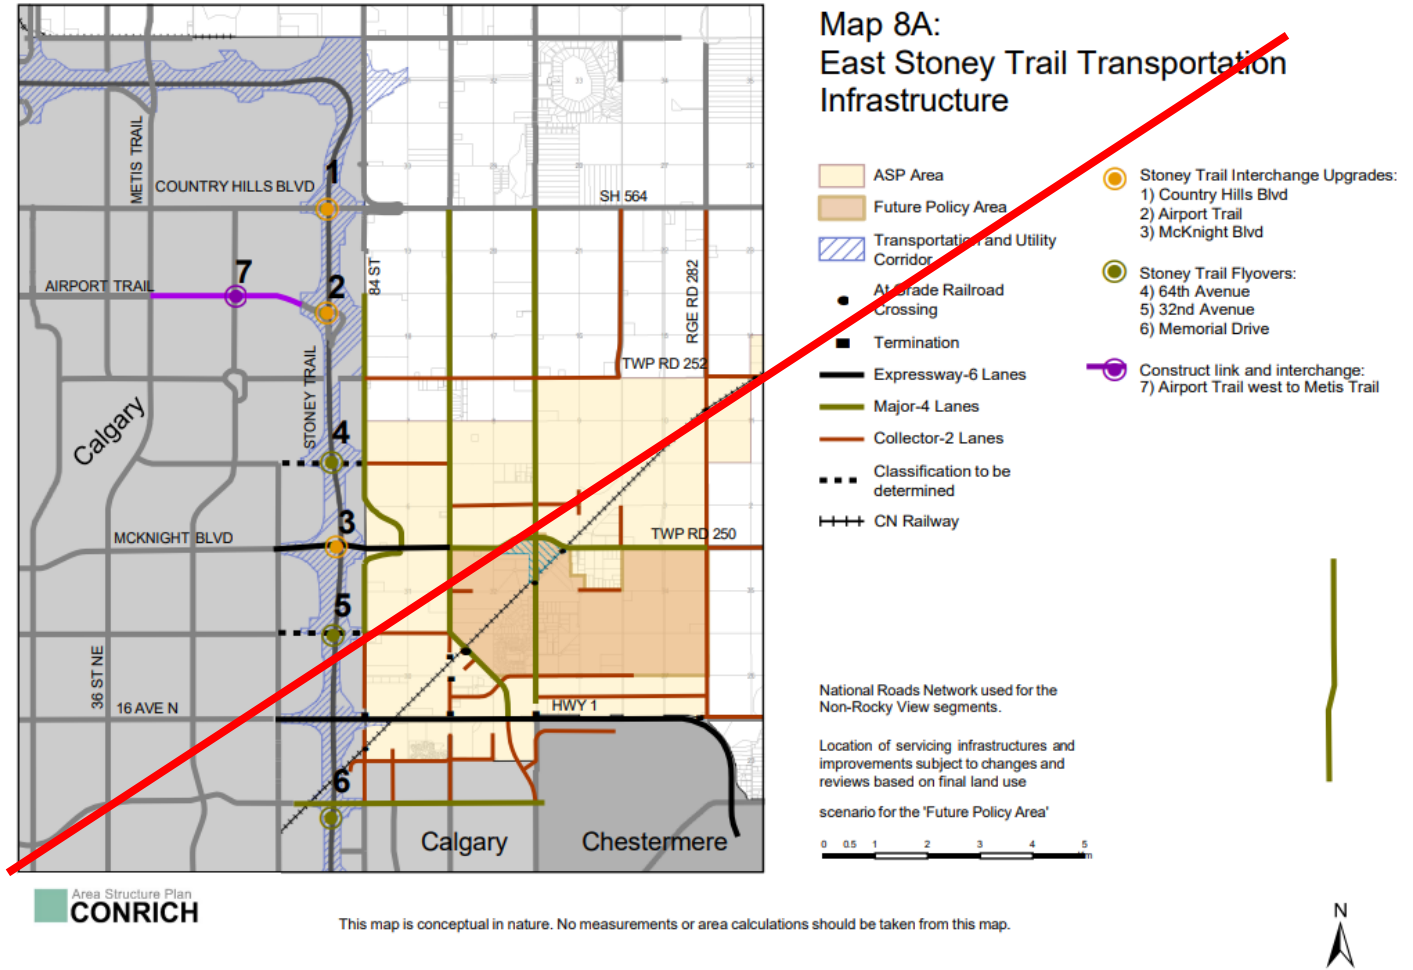 Map 8A:
East Stoney Trail Transportation
Infrastructure
ASP Area
Future Policy Area
Transportation and Utility
Corridor
At Grade Railroad
Crossing
Termination
Expressway-6 Lanes
Major-4 Lanes
Collector-2 Lanes
Classification to be
determined
CN Railway
Stoney Trail Interchange Upgrades:
1) Country Hills Blvd
2) Airport Trail
3) McKnight Blvd
Stoney Trail Flyovers:
4) 64th Avenue
5) 32nd Avenue
6) Memorial Drive
Construct link and interchange:
7) Airport Trail west to Metis Trail
METIS TRAIL
COUNTRY HILLS BLVD
1
SH 564
84 ST
RGE RD 282
7
2
AIRPORT TRAIL
STONEY TRAIL
TWP RD 252
Calgary
4
3
MCKNIGHT BLVD
TWP RD 250
5
36 ST NE
16 AVE N
HWY 1
6
Calgary
Chestermere
National Roads Network used for the
Non-Rocky View segments.
Location of servicing infrastructures and
improvements subject to changes and
reviews based on final land use
scenario for the 'Future Policy Area'
0 0.5 1 2 3 4 5
Km
Area Structure Plan
CONRICH
This map is conceptual in nature. No measurements or area calculations should be taken from this map.
N